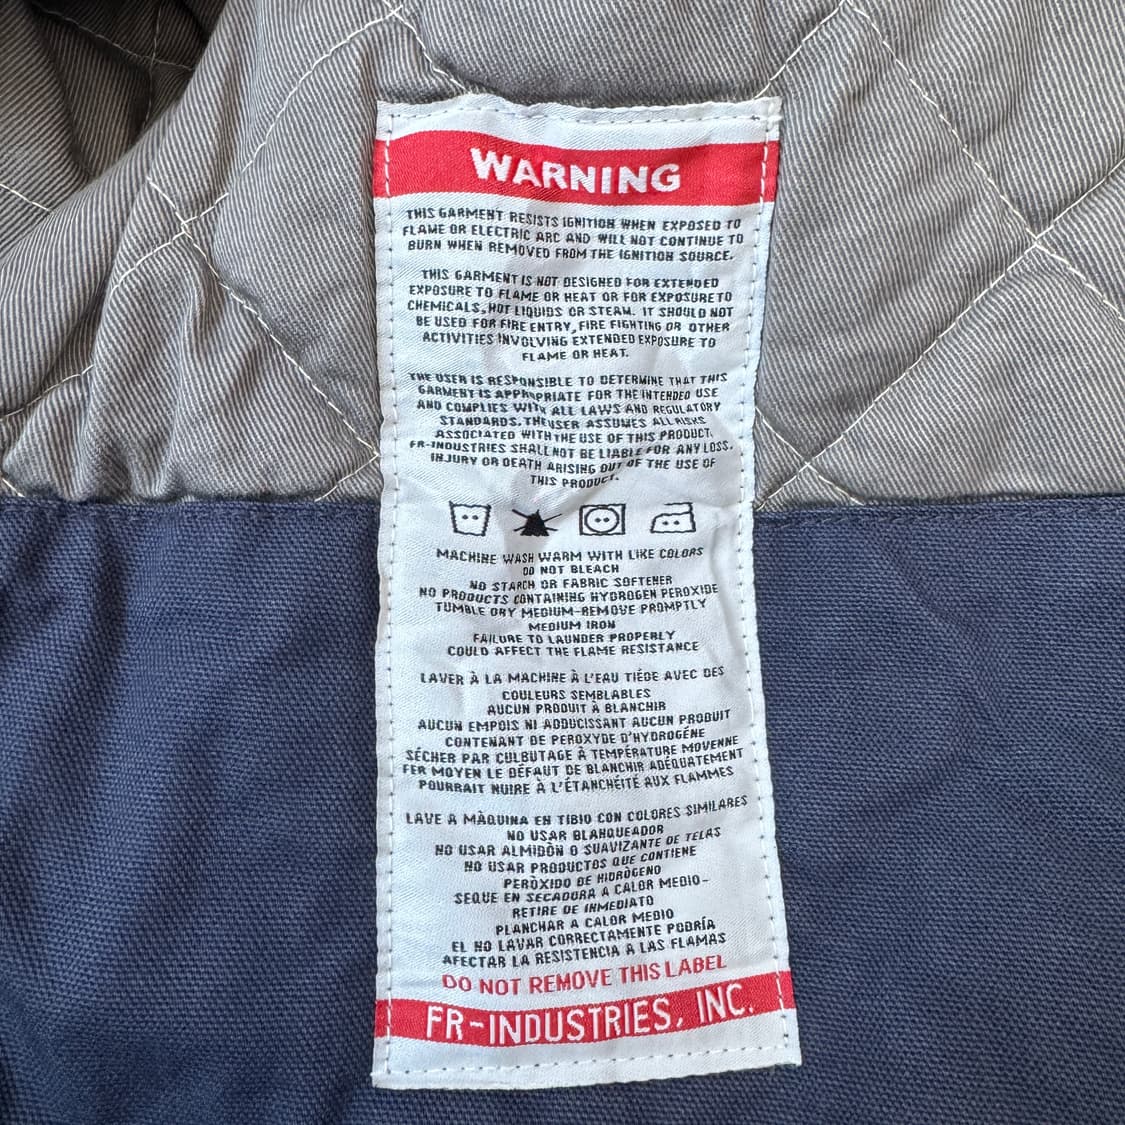 WARNING
THIS GARMENT RESISTS IGNITION WHEN EXPOSED TO
FLAME OR ELECTRIC ARC AND WILL NOT CONTINUE TO
BURN WHEN REMOVED FROM THE IGNITION SOURCE.
THIS GARMENT IS NOT DESIGNED FOR EXTENDED
EXPOSURE TO FLAME OR HEAT OR FOR EXPOSURE TO
CHEMICALS, HOT LIQUIDS OR STEAM. IT SHOULD NOT
BE USED FOR FIRE ENTRY, FIRE FIGHTING OR OTHER
ACTIVITIES INVOLVING EXTENDED EXPOSURE TO
FLAME OR HEAT.
THE USER IS RESPONSIBLE TO DETERMINE THAT THIS
GARMENT IS APPROPRIATE FOR THE INTENDED USE
AND COMPLIES WITH ALL LAWS AND REGULATORY
STANDARDS. THE USER ASSUMES ALL RISKS
ASSOCIATED WITH THE USE OF THIS PRODUCT.
FR-INDUSTRIES SHALL NOT BE LIABLE FOR ANY LOSS.
INJURY OR DEATH ARISING OUT OF THE USE OF
THIS PRODUCT.
MACHINE WASH WARM WITH LIKE COLORS
DO NOT BLEACH
NO STARCH OR FABRIC SOFTENER
NO PRODUCTS CONTAINING HYDROGEN PEROXIDE
TUMBLE DRY MEDIUM-REMOVE PROMPTLY
MEDIUM IRON
FAILURE TO LAUNDER PROPERLY
COULD AFFECT THE FLAME RESISTANCE
LAVER À LA MACHINE À L'EAU TIÉDE AVEC DES
COULEURS SEMBLABLES
AUCUN PRODUIT À BLANCHIR
AUCUN EMPOIS NI ADDUCISSANT AUCUN PRODUIT
CONTENANT DE PEROXYDE D'HYDROGÉNE
SÉCHER PAR CULBUTAGE À TEMPÉRATURE MOVENNE
FER MOYEN LE DÉFAUT DE BLANCHIR ADÉQUATEMENT
POURRAIT NUIRE À L'ÉTANCHÉITÉ AUX FLAMMES
LAVE A MÀQUINA EN TIBIO CON COLORES SIMILARES
NO USAR BLANQUEADOR
NO USAR ALMIDÒN O SUAVIZANTE DE TELAS
NO USAR PRODUCTOS QUE CONTIENE
PERÒXIDO DE HIDRÒGENO
SEQUE EN SECADORA A CALOR MEDIO-
RETIRE DE INMEDIATO
PLANCHAR A CALOR MEDIO
EL NO LAVAR CORRECTAMENTE PODRÍA
AFECTAR LA RESISTENCIA A LAS FLAMAS
DO NOT REMOVE THIS LABEL
FR-INDUSTRIES, INC.